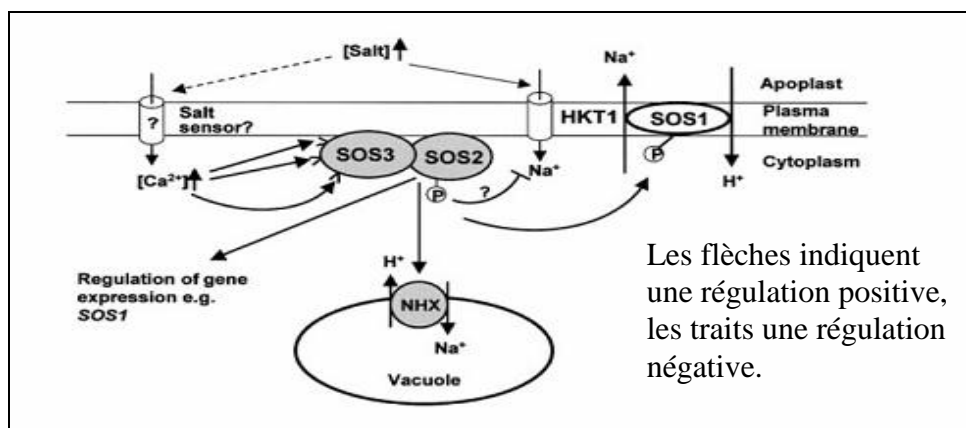 [Salt]
Na⁺
Apoplast
?
Salt
sensor?
HKT1
SOS1
Plasma
membrane
SOS3
SOS2
P
Cytoplasm
[Ca²⁺]
P
?
Na⁺
H⁺
Regulation of gene
expression e.g.
SOS1
H⁺
NHX
Na⁺
Vacuole
Les flèches indiquent
une régulation positive,
les traits une régulation
négative.